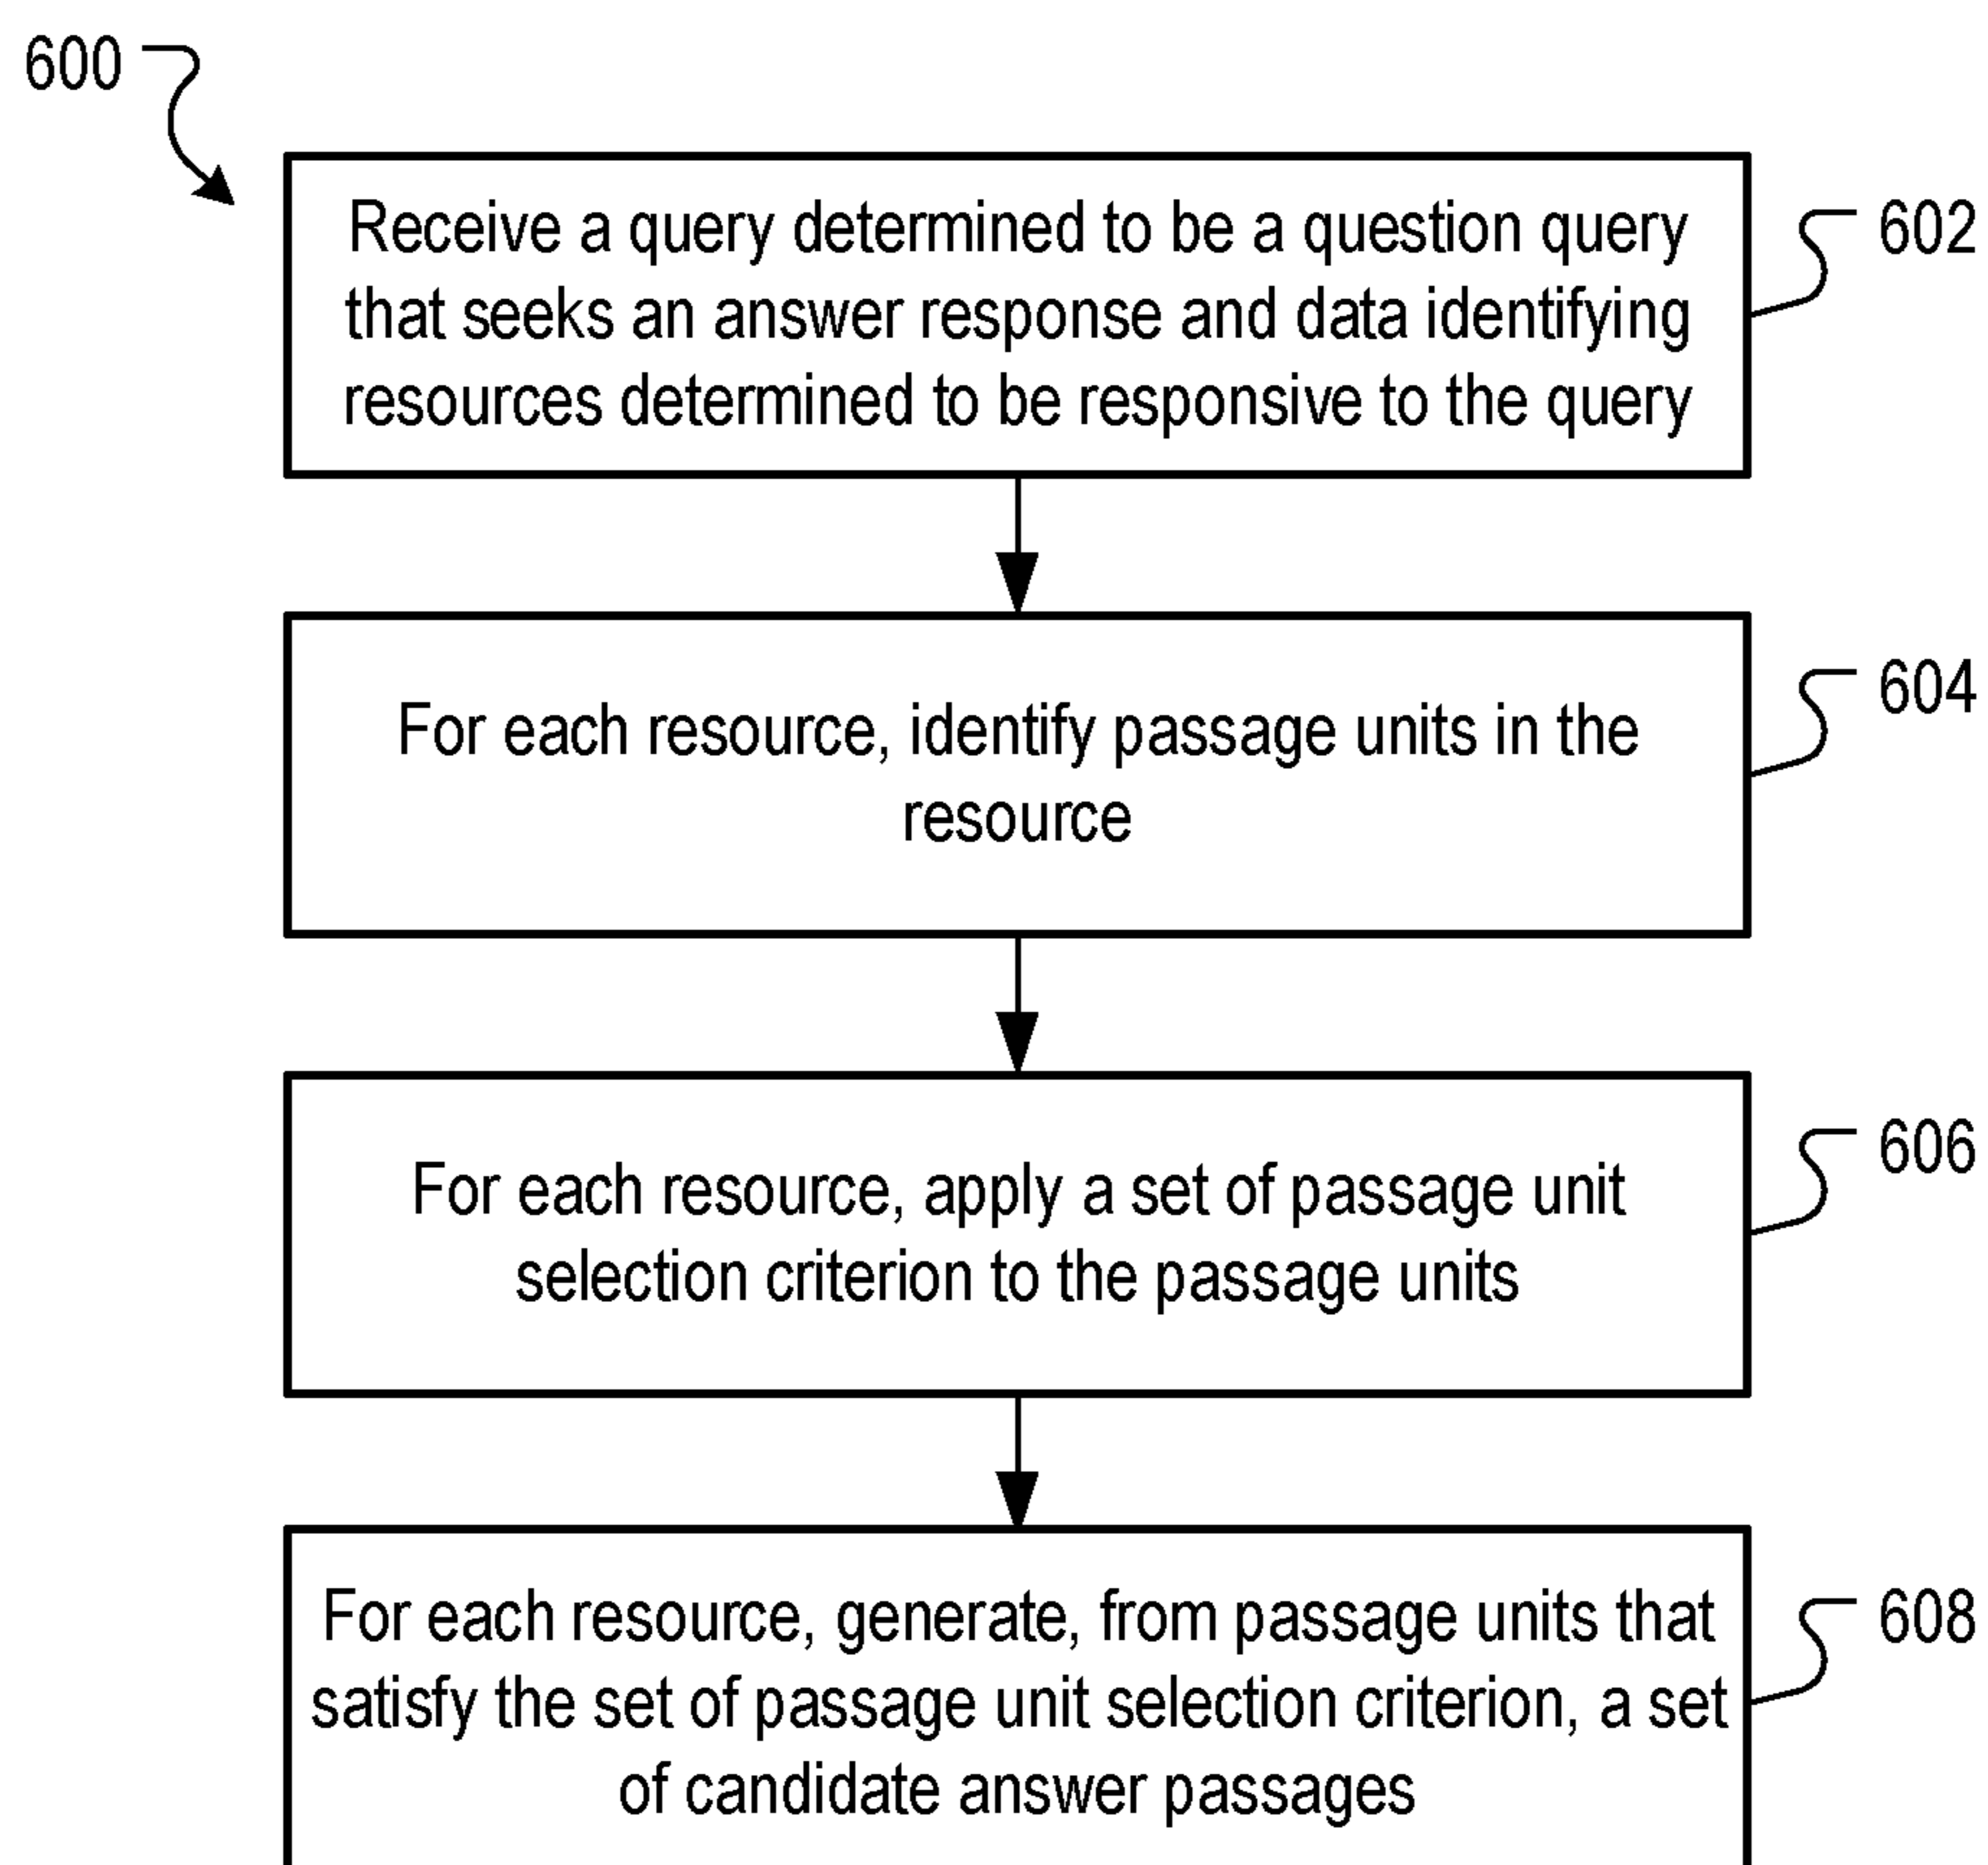 600
Receive a query determined to be a question query
that seeks an answer response and data identifying
resources determined to be responsive to the query
602
For each resource, identify passage units in the
resource
604
For each resource, apply a set of passage unit
selection criterion to the passage units
606
For each resource, generate, from passage units that
satisfy the set of passage unit selection criterion, a set
of candidate answer passages
608